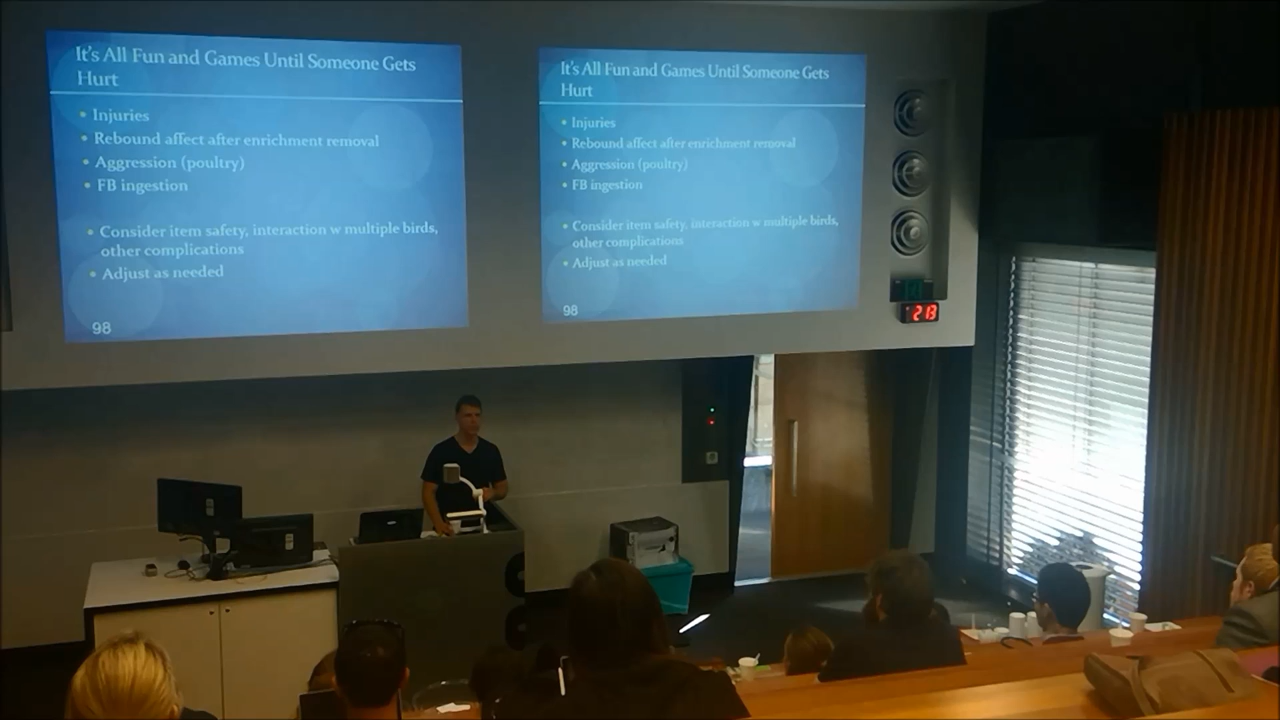 It's All Fun and Games Until Someone Gets
Hurt
• Injuries
• Rebound affect after enrichment removal
• Aggression (poultry)
• FB ingestion
• Consider item safety, interaction w multiple birds,
other complications
• Adjust as needed
98
It's All Fun and Games Until Someone Gets
Hurt
• Injuries
• Rebound affect after enrichment removal
• Aggression (poultry)
• FB ingestion
• Consider item safety, interaction w multiple birds,
other complications
• Adjust as needed
98